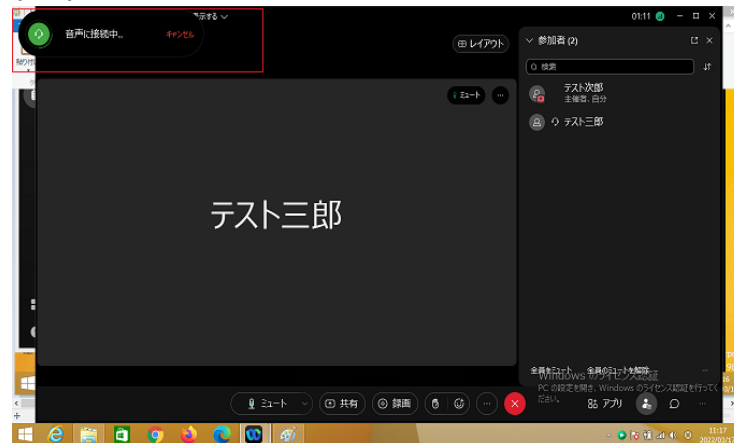 音声に接続中...
キャンセル
示する
01:11
レイアウト
参加者 (2)
検索
ミュート
テスト次郎
主催者、自分
テスト三郎
テスト三郎
全員をミュート
全員のミュートを解除
Windows のライセンス認証
PC の設定を開き、Windows のライセンス認証を行って
ください。
ミュート
共有
録画
アプリ
11:17
2022/03/17